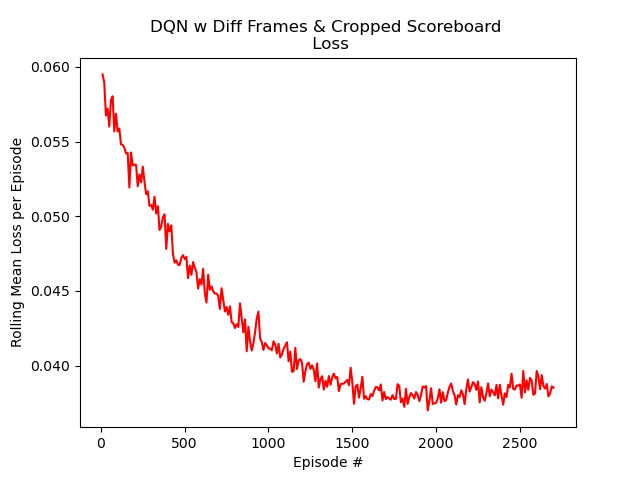 DQN w Diff Frames & Cropped Scoreboard
Loss
0.060
0.055
0.050
0.045
0.040
Rolling Mean Loss per Episode
0
500
1000
1500
2000
2500
Episode #